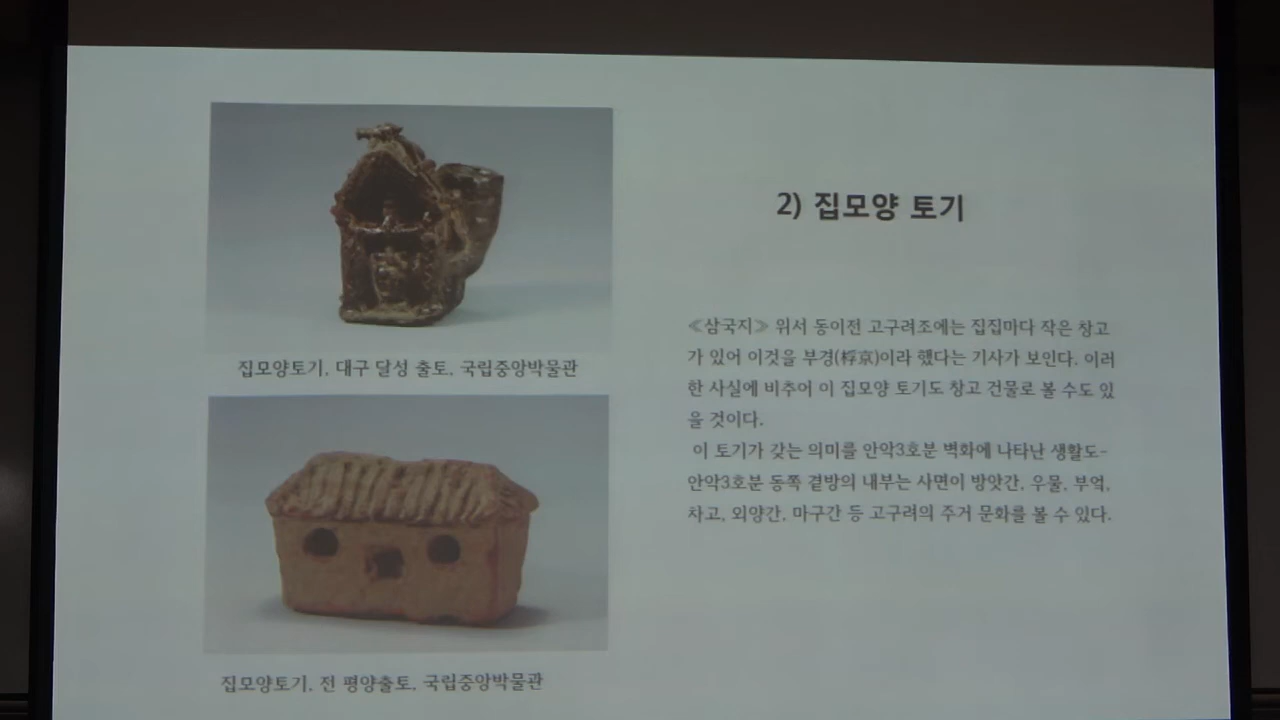 2) 집모양 토기
집모양토기, 대구 달성 출토, 국립중앙박물관
집모양토기, 전 평양출토, 국립중앙박물관
≪삼국지≫ 위서 동이전 고구려조에는 집집마다 작은 창고
가 있어 이것을 부경(桴京)이라 했다는 기사가 보인다. 이러
한 사실에 비추어 이 집모양 토기도 창고 건물로 볼 수도 있
을 것이다.
이 토기가 갖는 의미를 안악3호분 벽화에 나타난 생활도-
안악3호분 동쪽 곁방의 내부는 사면이 방앗간, 우물, 부엌,
차고, 외양간, 마구간 등 고구려의 주거 문화를 볼 수 있다.